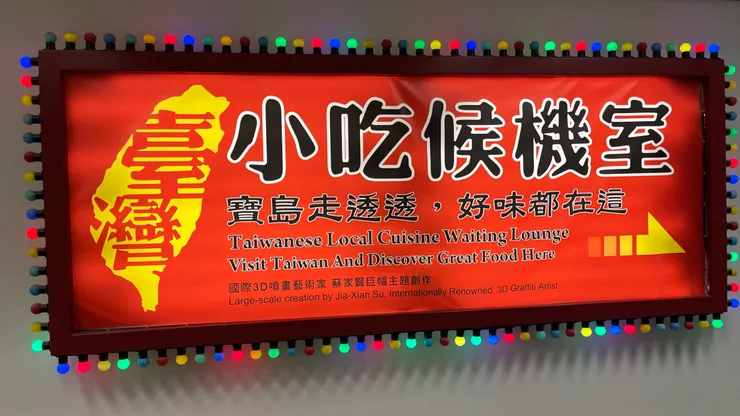 臺灣
小吃候機室
寶島走透透，好味都在這
Taiwanese Local Cuisine Waiting Lounge
Visit Taiwan And Discover Great Food Here
國際3D噴畫藝術家 蘇家賢巨幅主題創作
Large-scale creation by Jia-Xian Su, Internationally Renowned 3D Graffiti Artist